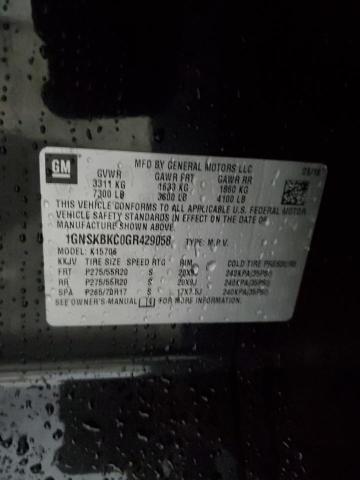 GM
MFD BY GENERAL MOTORS LLC
GVWR GAWR FRT GAWR RR
3311 KG 1633 KG 1860 KG
7300 LB 3600 LB 4100 LB
THIS VEHICLE CONFORMS TO ALL APPLICABLE U.S. FEDERAL MOTOR
VEHICLE SAFETY STANDARDS IN EFFECT ON THE DATE OF
MANUFACTURE SHOWN ABOVE.
1GNSKBKC0GR429058 TYPE: M.P.V.
MODEL: K15706
KKJV TIRE SIZE SPEED RTG RIM COLD TIRE PRESSURE
FRT P275/55R20 S 20X9J 240KPA(35PSI)
RR P275/55R20 S 20X9J 240KPA(35PSI)
SPA P265/70R17 S 17X7.5J 240KPA(35PSI)
SEE OWNER'S MANUAL FOR MORE INFORMATION.